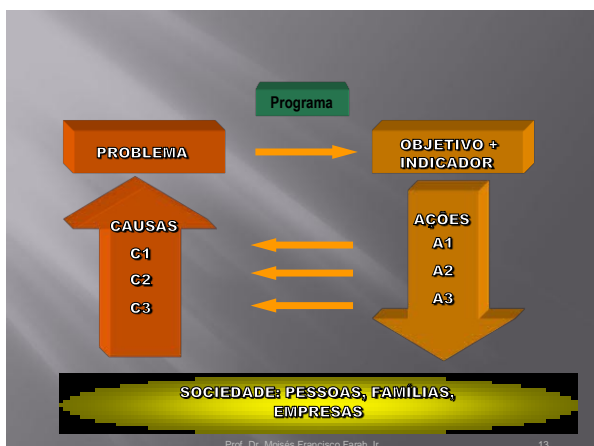 Programa
PROBLEMA
OBJETIVO +
INDICADOR
CAUSAS
C1
C2
C3
AÇÕES
A1
A2
A3
SOCIEDADE: PESSOAS, FAMÍLIAS,
EMPRESAS
Prof. Dr. Moisés Francisco Farah Jr.
13